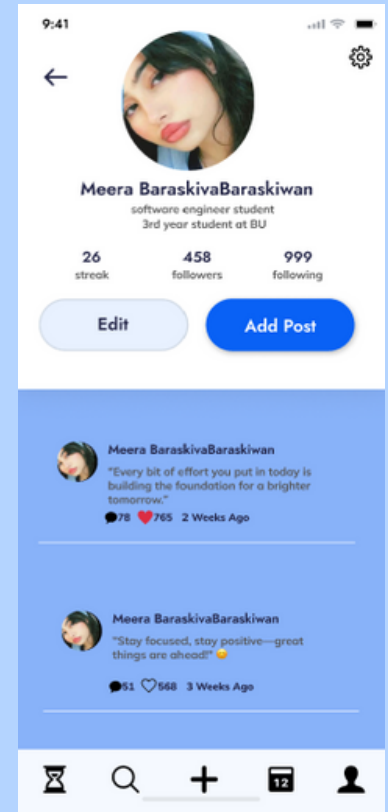 9:41
Meera BaraskivaBaraskiwan
software engineer student
3rd year student at BU
26 458 999
streak followers following
Edit Add Post
Meera BaraskivaBaraskiwan
"Every bit of effort you put in today is
building the foundation for a brighter
tomorrow."
78 765 2 Weeks Ago
Meera BaraskivaBaraskiwan
"Stay focused, stay positive—great
things are ahead!" 😊
51 568 3 Weeks Ago
12